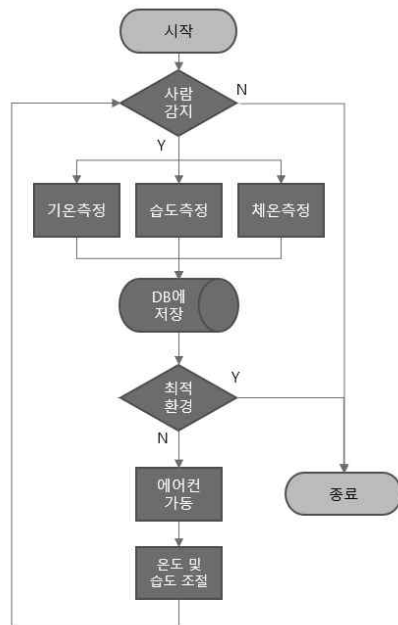 시작
사람
감지
N
Y
기온측정
습도측정
체온측정
DB에
저장
최적
환경
Y
N
에어컨
가동
종료
온도 및
습도 조절